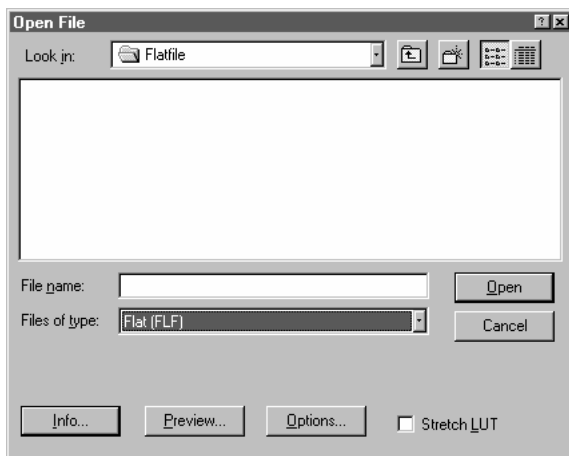 Open File
Look in: Flatfile
File name:
Open
Files of type: Flat (FLF)
Cancel
Info... Preview... Options... Stretch LUT